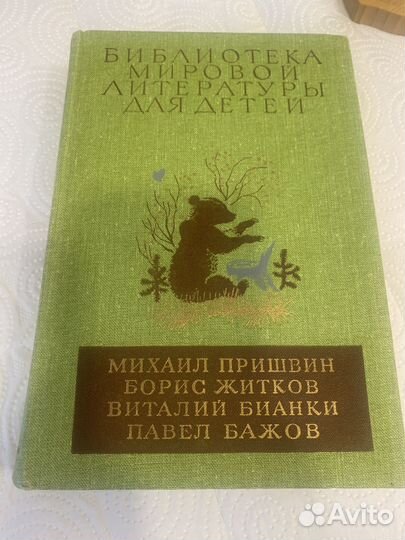 БИБЛИОТЕКА
МИРОВОЙ
ЛИТЕРАТУРЫ
ДЛЯ ДЕТЕЙ
МИХАИЛ ПРИШВИН
БОРИС ЖИТКОВ
ВИТАЛИЙ БИАНКИ
ПАВЕЛ БАЖОВ
Avito